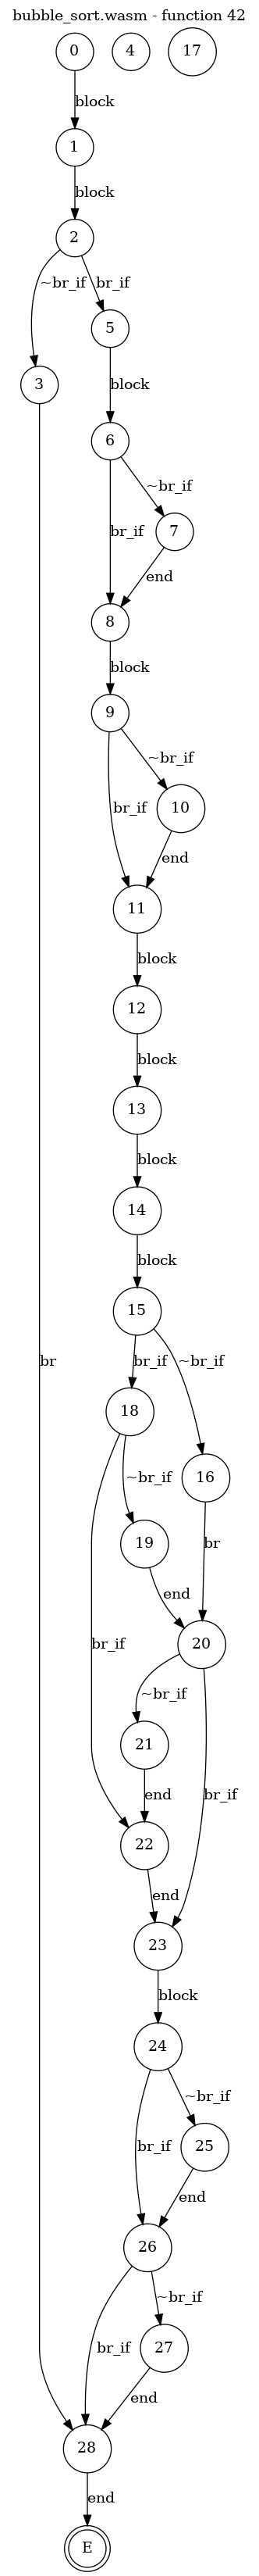 bubble_sort.wasm - function 42
0 4 17
block
1
block
2
~br_if br_if
5
3
block
6
~br_if
br_if 7
end
8
block
9
~br_if
br_if 10
end
11
block
12
block
13
block
14
block
15
br_if ~br_if
18
~br_if 16
19 br
end
br_if 20
~br_if
21 br_if
end
22
end
23
block
24
~br_if
br_if 25
end
26
~br_if
br_if 27
end
br
28
end
E